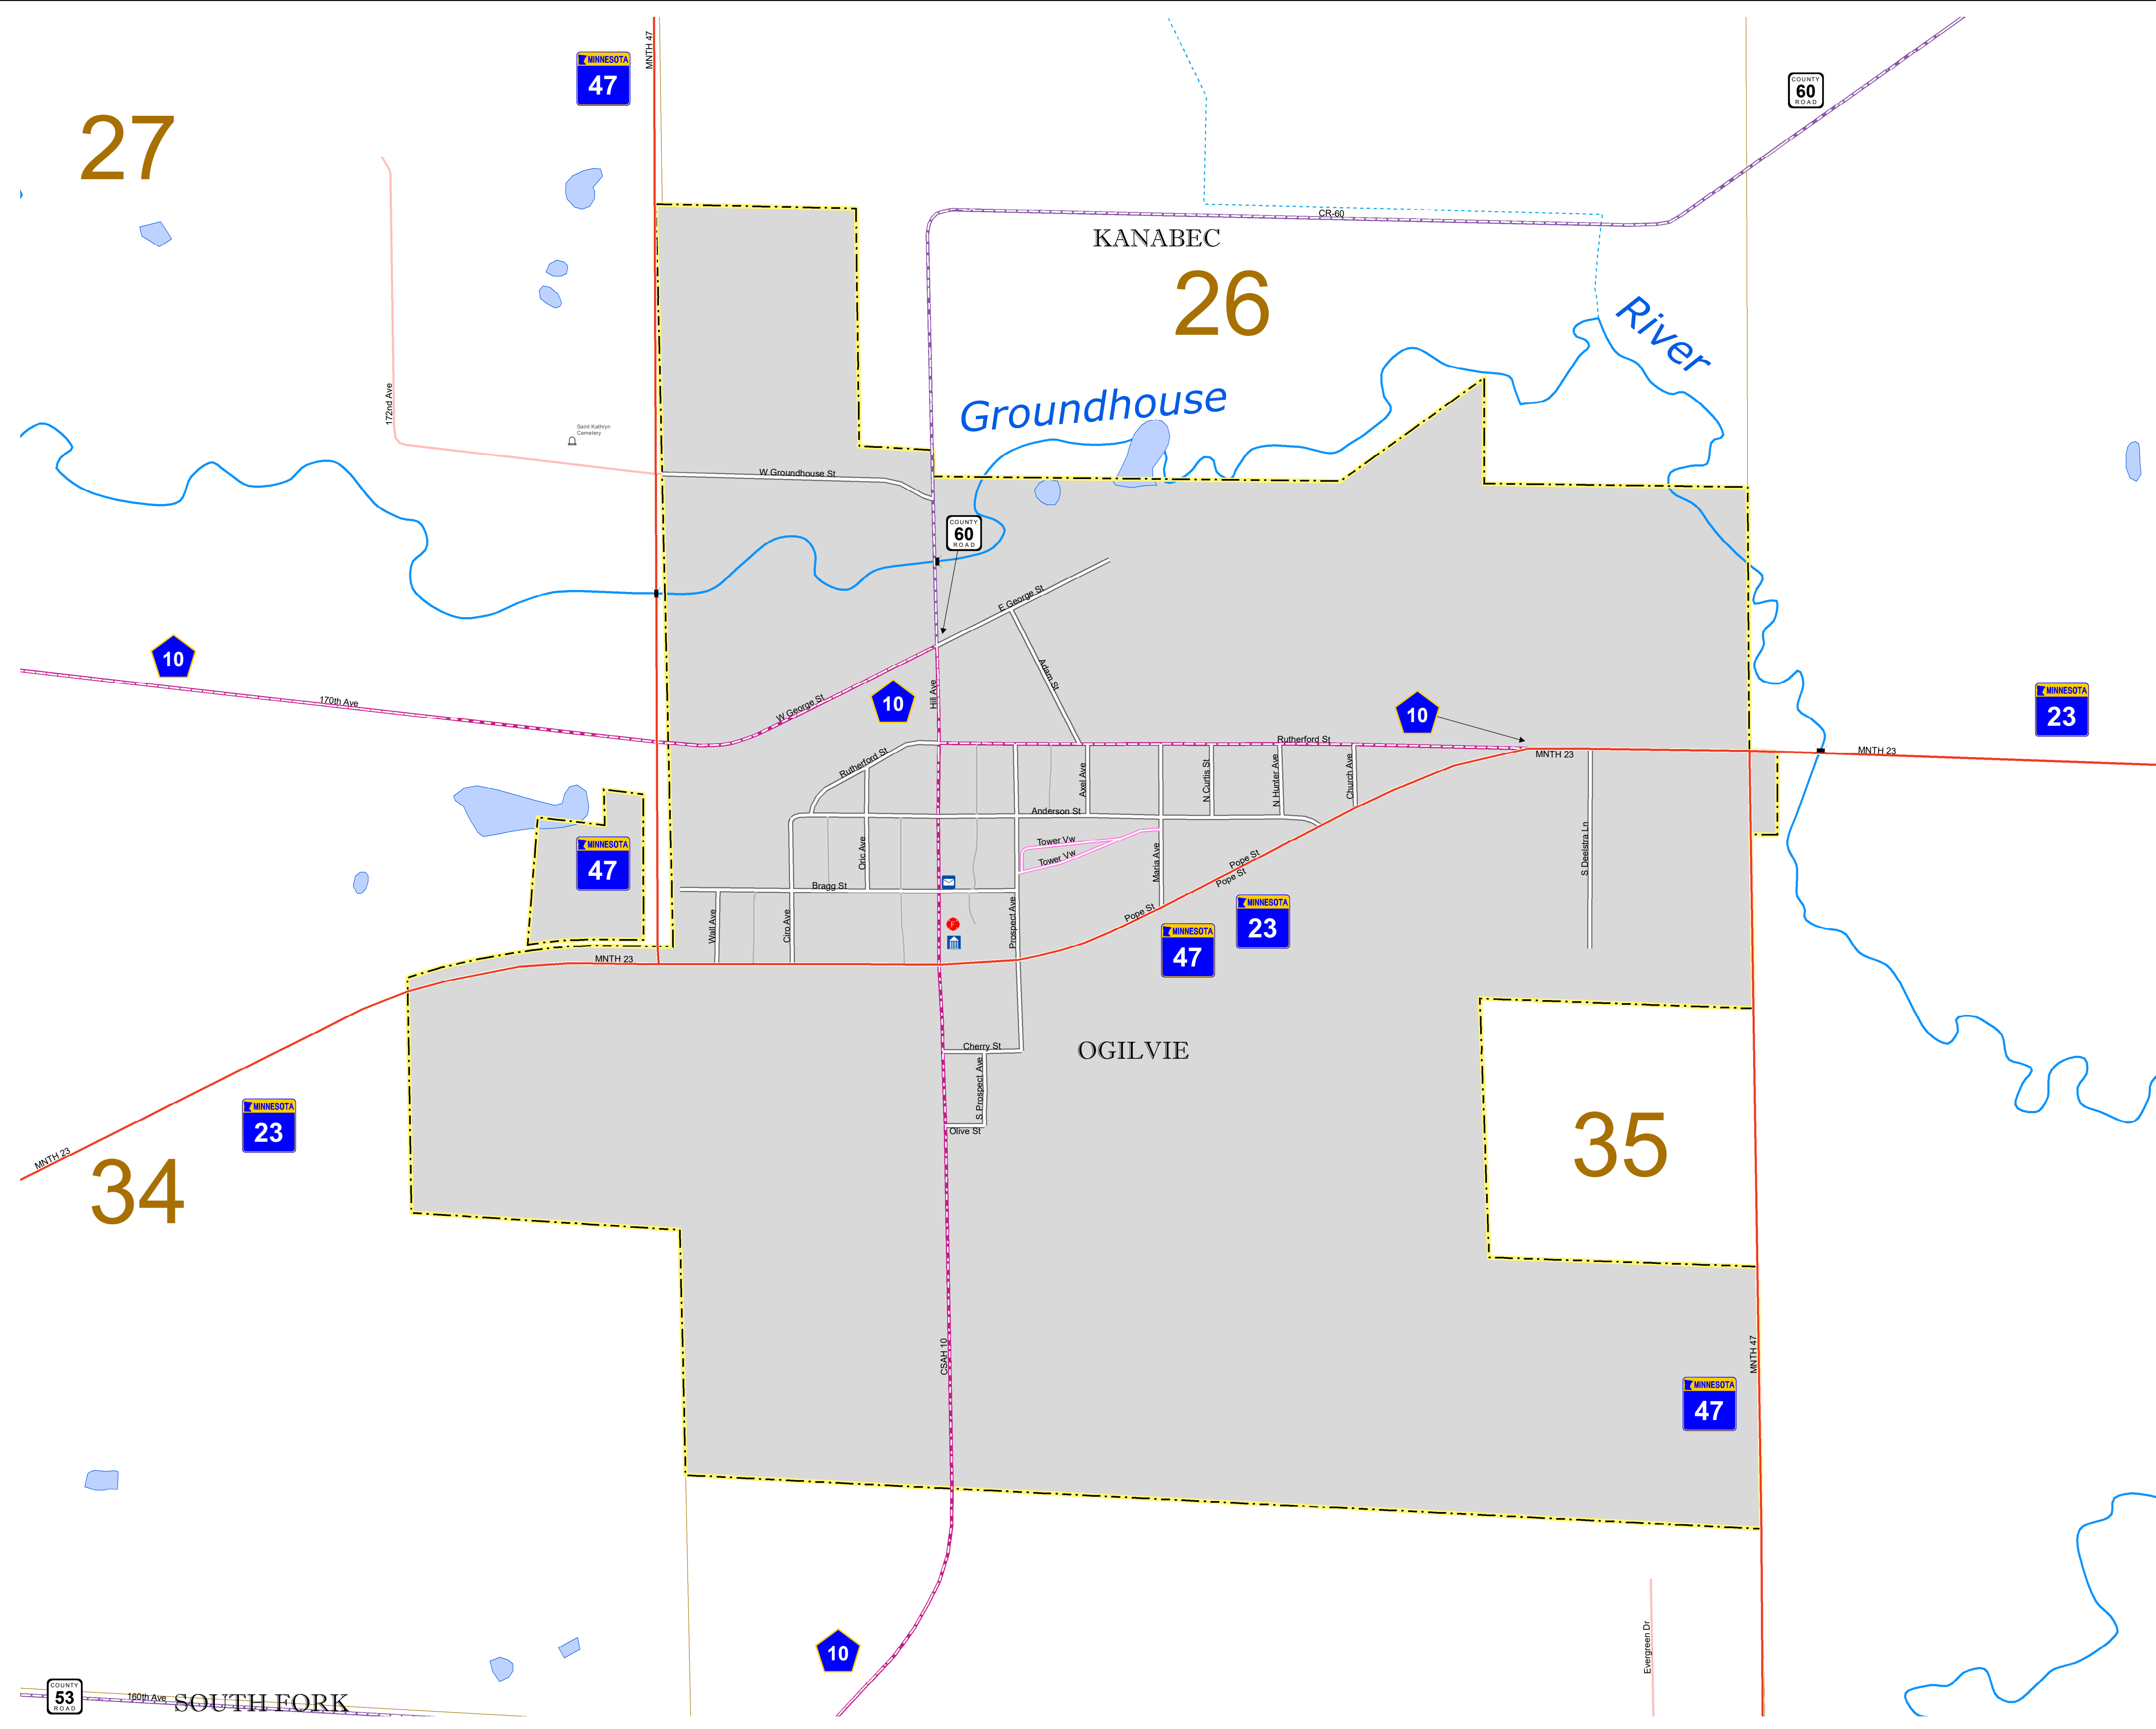 MNTH 47
MINNESOTA
47
COUNTY
60
ROAD
27
CR-60
KANABEC
26
River
Groundhouse
172nd Ave
Saint Kathryn
Cemetery
W Groundhouse St
COUNTY
60
ROAD
E George St
10
170th Ave
Adam St
W George St
10
Hill Ave
10
MINNESOTA
23
Rutherford St
MNTH 23
MNTH 23
Rutherford St
Axel Ave
N Curtis St
N Hunter Ave
Church Ave
Anderson St
Tower Vw
Tower Vw
Oric Ave
Maria Ave
S Deelstra Ln
Pope St
Pope St
MINNESOTA
47
Bragg St
Wall Ave
Ciro Ave
F
Prospect Ave
Pope St
MINNESOTA
23
MINNESOTA
47
MNTH 23
Cherry St
OGILVIE
S Prospect Ave
Olive St
MINNESOTA
23
MNTH 23
34
35
CSAH 10
MNTH 47
MINNESOTA
47
10
Evergreen Dr
COUNTY
53
ROAD
160th Ave
SOUTH FORK